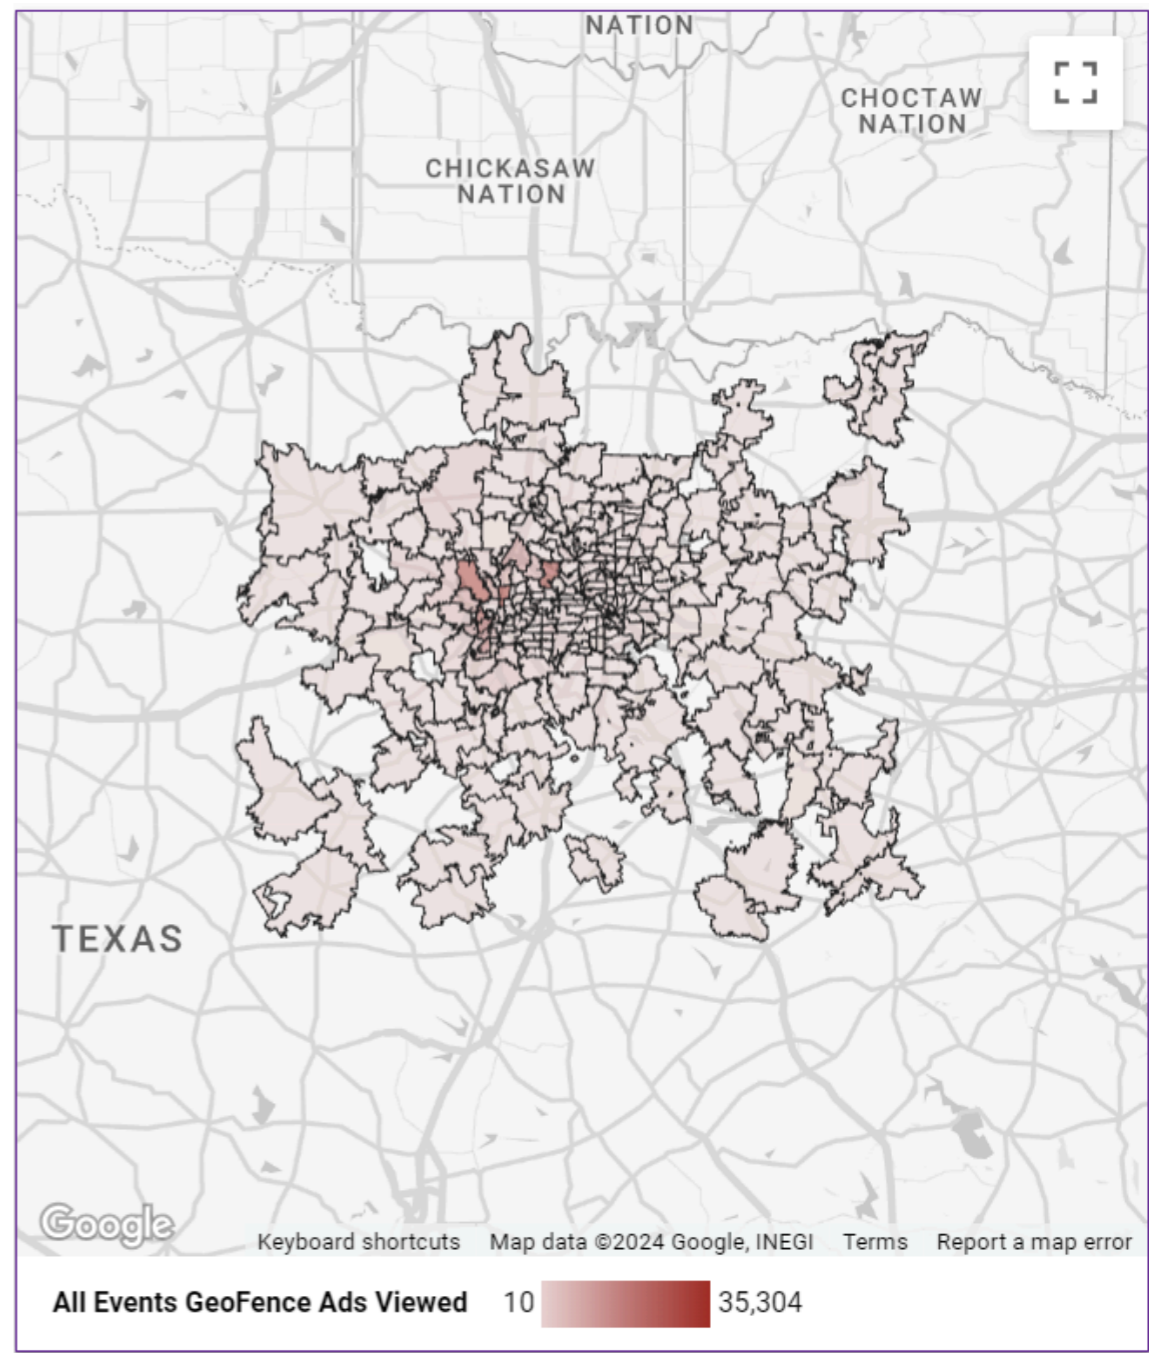 NATION
CHOCTAW
NATION
CHICKASAW
NATION
TEXAS
Google
Keyboard shortcuts Map data ©2024 Google, INEGI Terms Report a map error
All Events GeoFence Ads Viewed 10 35,304